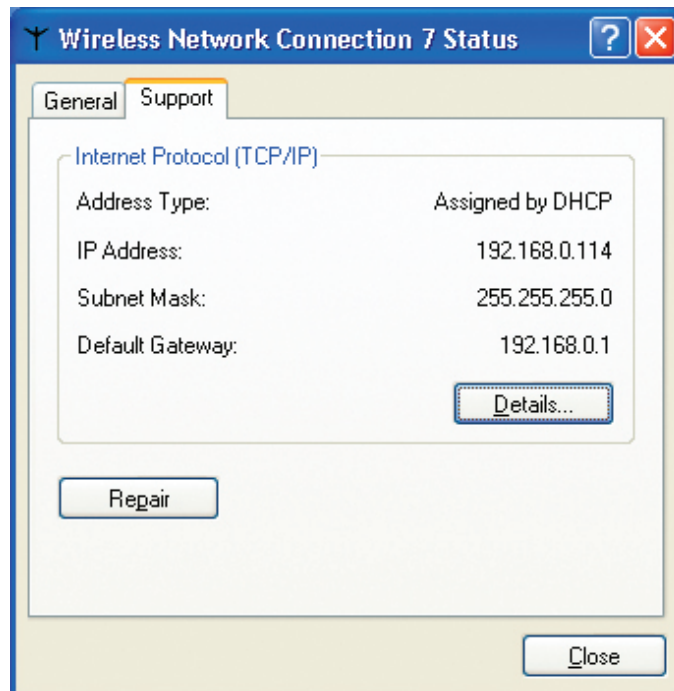 Wireless Network Connection 7 Status
General Support
Internet Protocol (TCP/IP)
Address Type: Assigned by DHCP
IP Address: 192.168.0.114
Subnet Mask: 255.255.255.0
Default Gateway: 192.168.0.1
Details...
Repair
Close